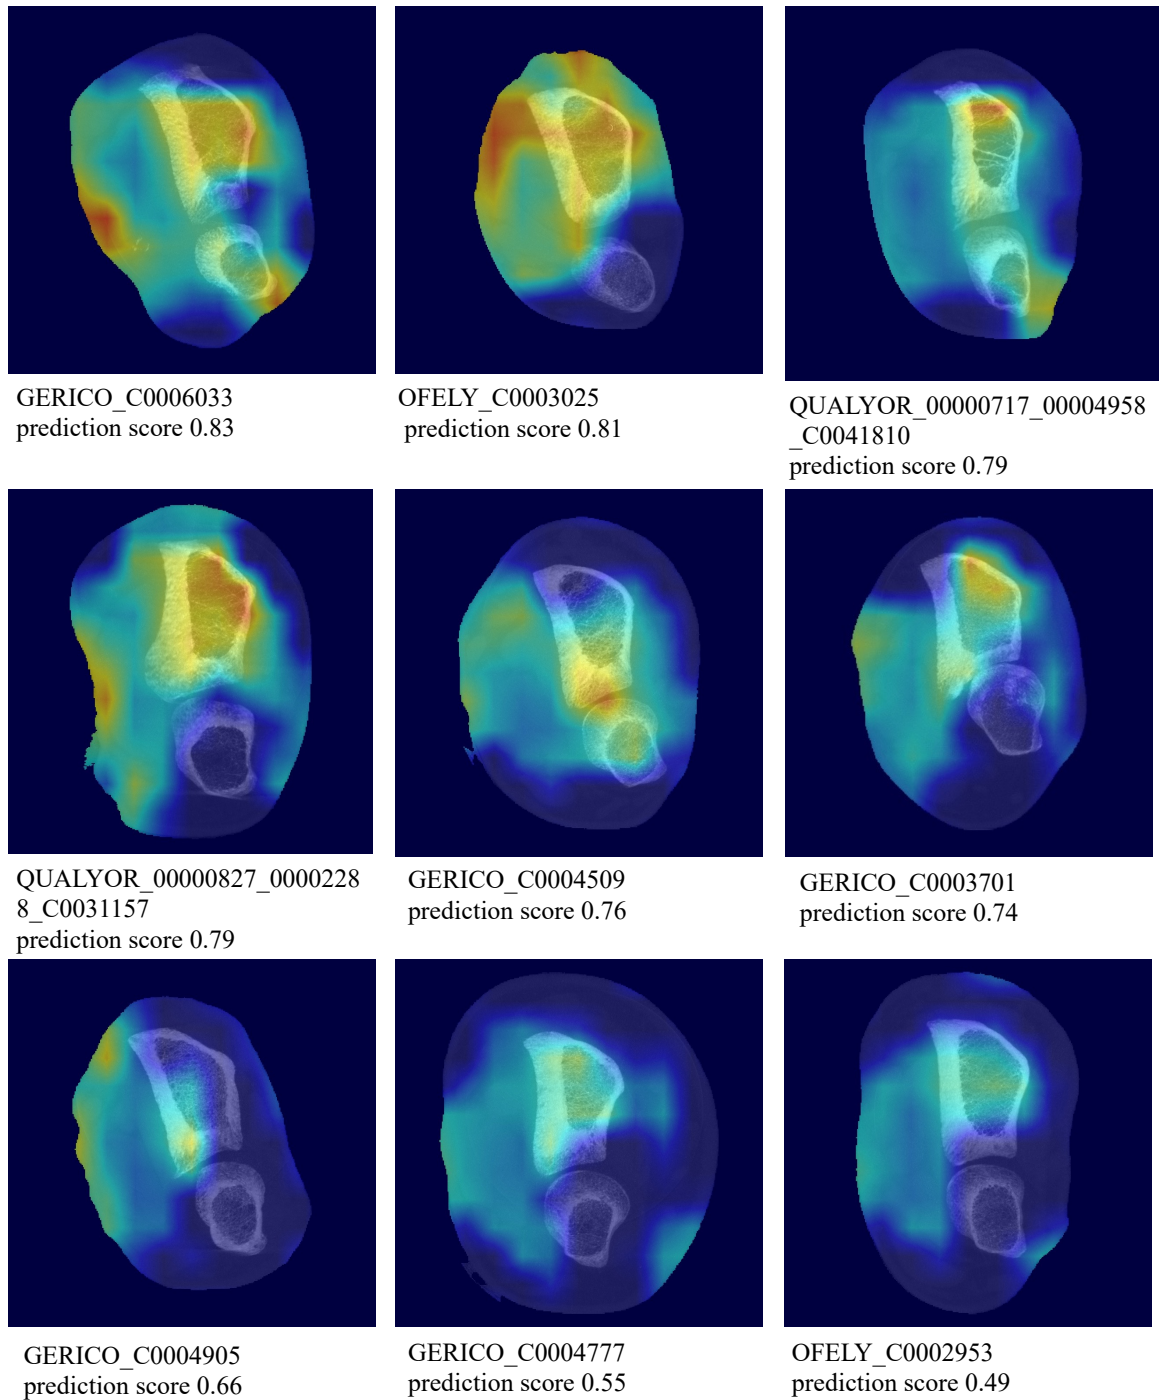 GERICO_C0006033
prediction score 0.83
OFELY_C0003025
prediction score 0.81
QUALYOR_00000717_00004958
_C0041810
prediction score 0.79
QUALYOR_00000827_0000228
8_C0031157
prediction score 0.79
GERICO_C0004509
prediction score 0.76
GERICO_C0003701
prediction score 0.74
GERICO_C0004905
prediction score 0.66
GERICO_C0004777
prediction score 0.55
OFELY_C0002953
prediction score 0.49